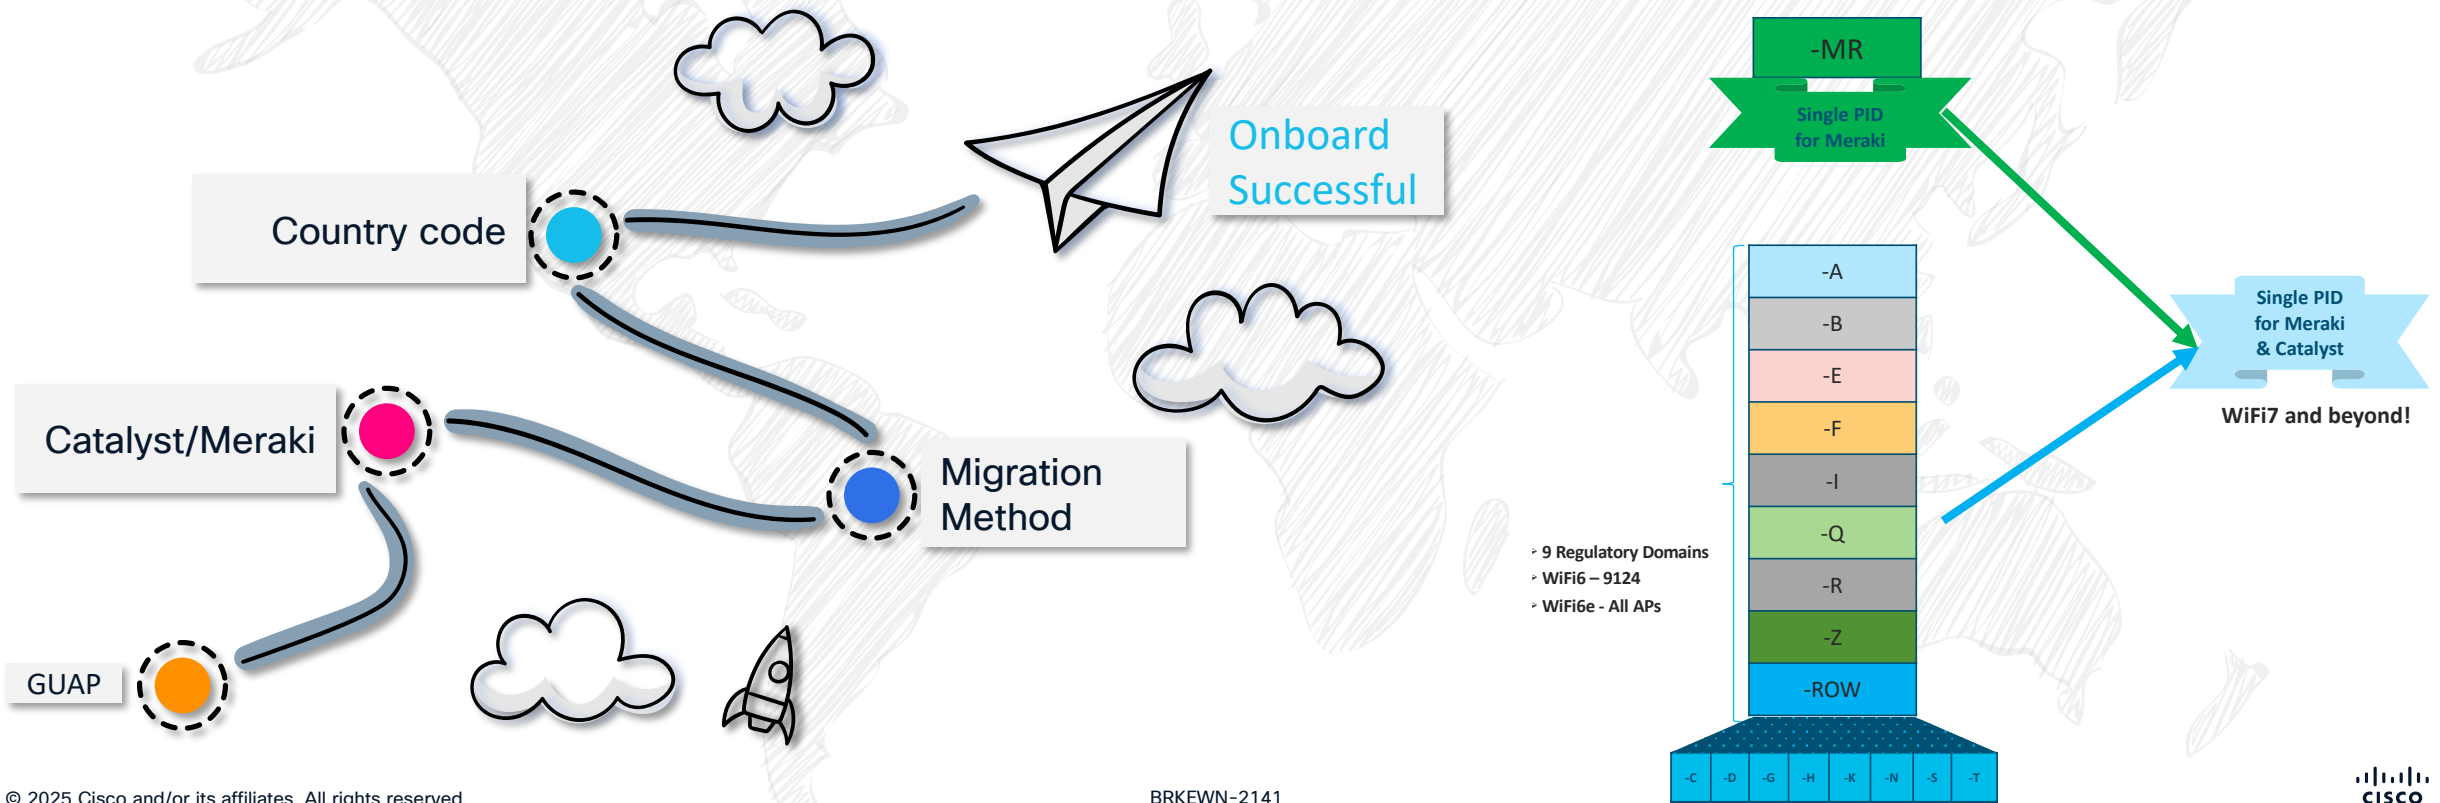 Onboard
Successful
Country code
Catalyst/Meraki
Migration
Method
GUAP
-MR
Single PID
for Meraki
-A
-B
-E
-F
-I
-Q
-R
-Z
-ROW
-C -D -G -H -K -N -S -T
9 Regulatory Domains
WiFi6 – 9124
WiFi6e - All APs
Single PID
for Meraki
& Catalyst
WiFi7 and beyond!
© 2025 Cisco and/or its affiliates. All rights reserved
BRKEWN-2141
CISCO